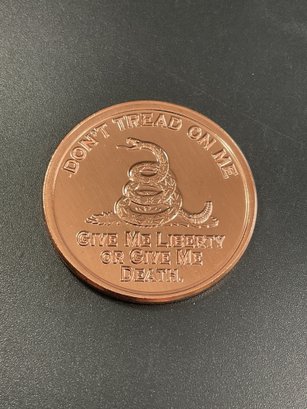 DON'T TREAD ON ME
GIVE ME LIBERTY
OR GIVE ME
DEATH.